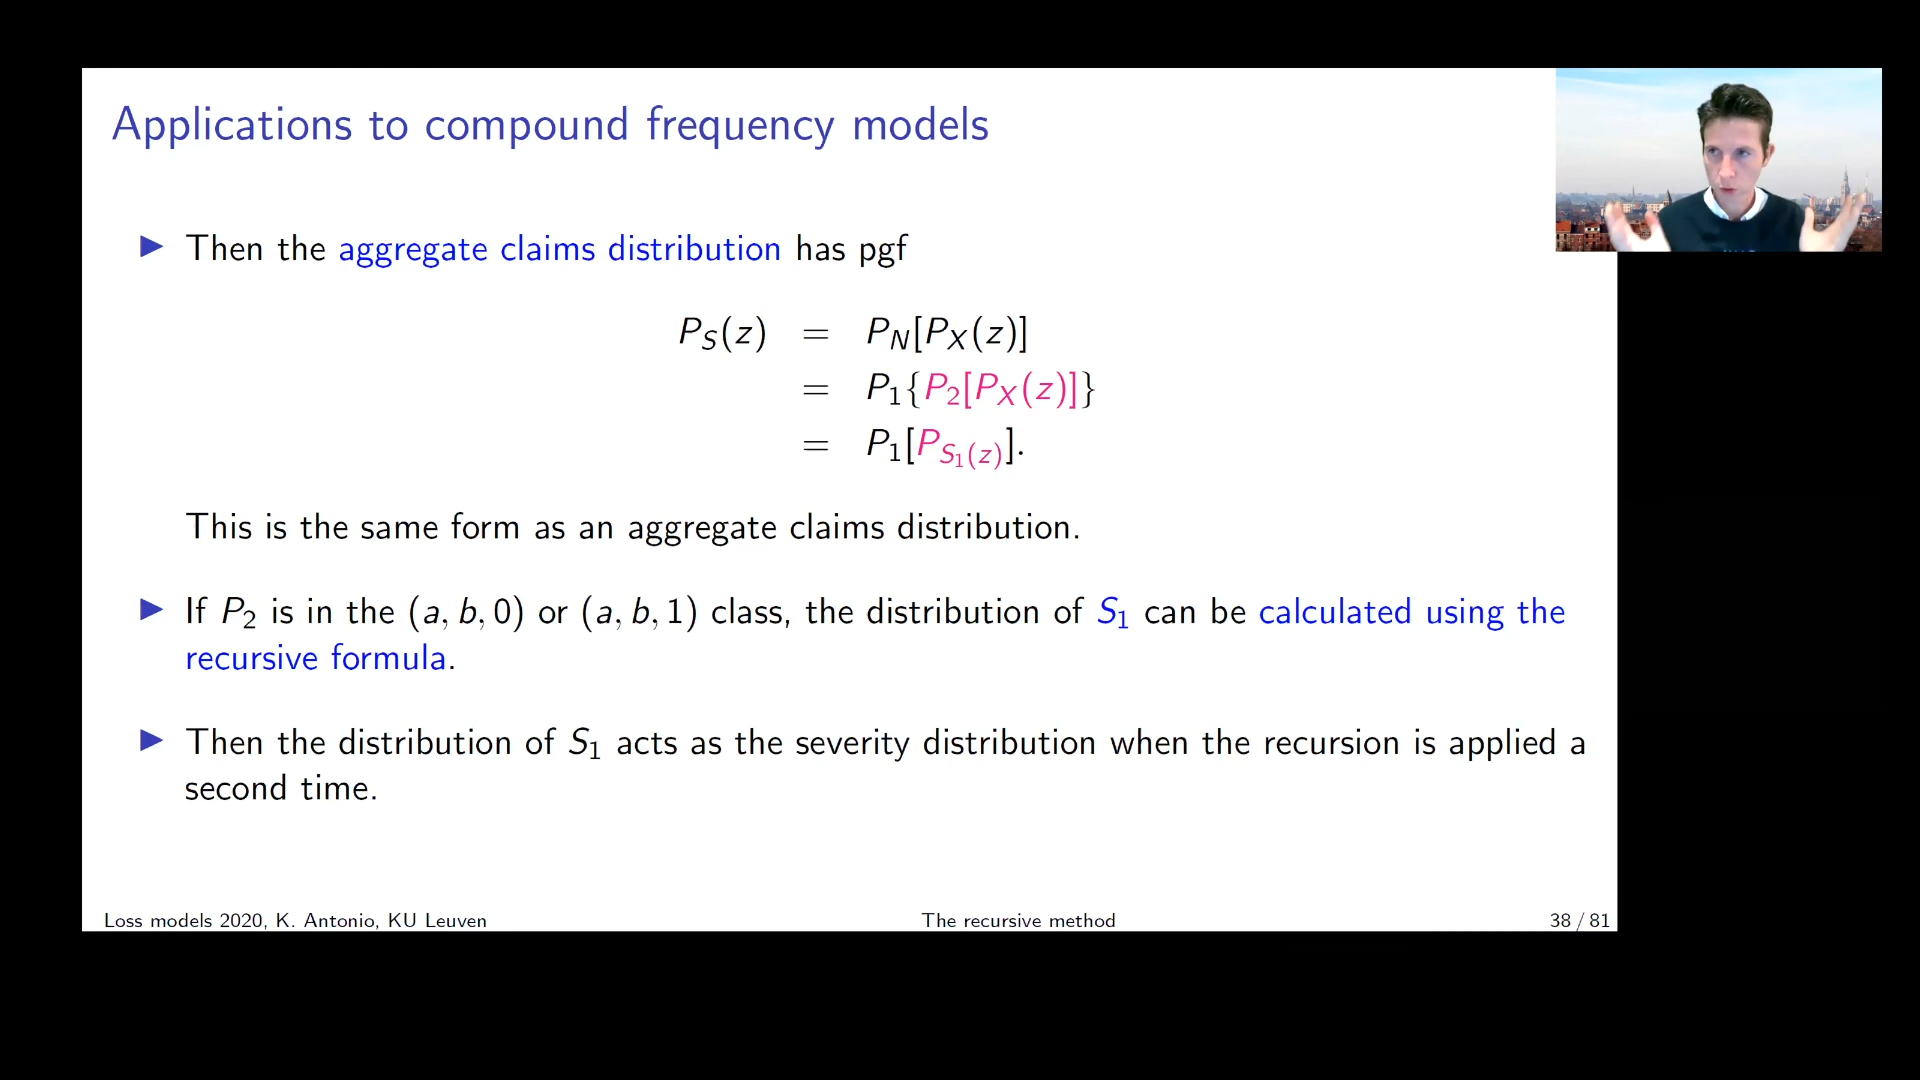 Applications to compound frequency models
▶ Then the aggregate claims distribution has pgf
P_S(z) = P_N[P_X(z)]
= P_1{P_2[P_X(z)]}
= P_1[P_{S_1(z)}].
This is the same form as an aggregate claims distribution.
▶ If P_2 is in the (a, b, 0) or (a, b, 1) class, the distribution of S_1 can be calculated using the
recursive formula.
▶ Then the distribution of S_1 acts as the severity distribution when the recursion is applied a
second time.
Loss models 2020, K. Antonio, KU Leuven The recursive method 38 / 81